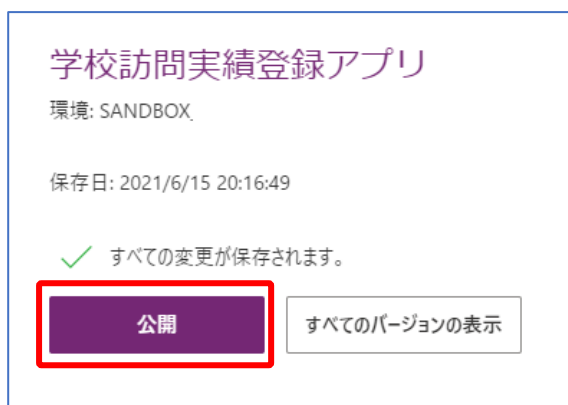 学校訪問実績登録アプリ
環境: SANDBOX
保存日: 2021/6/15 20:16:49
すべての変更が保存されます。
公開
すべてのバージョンの表示